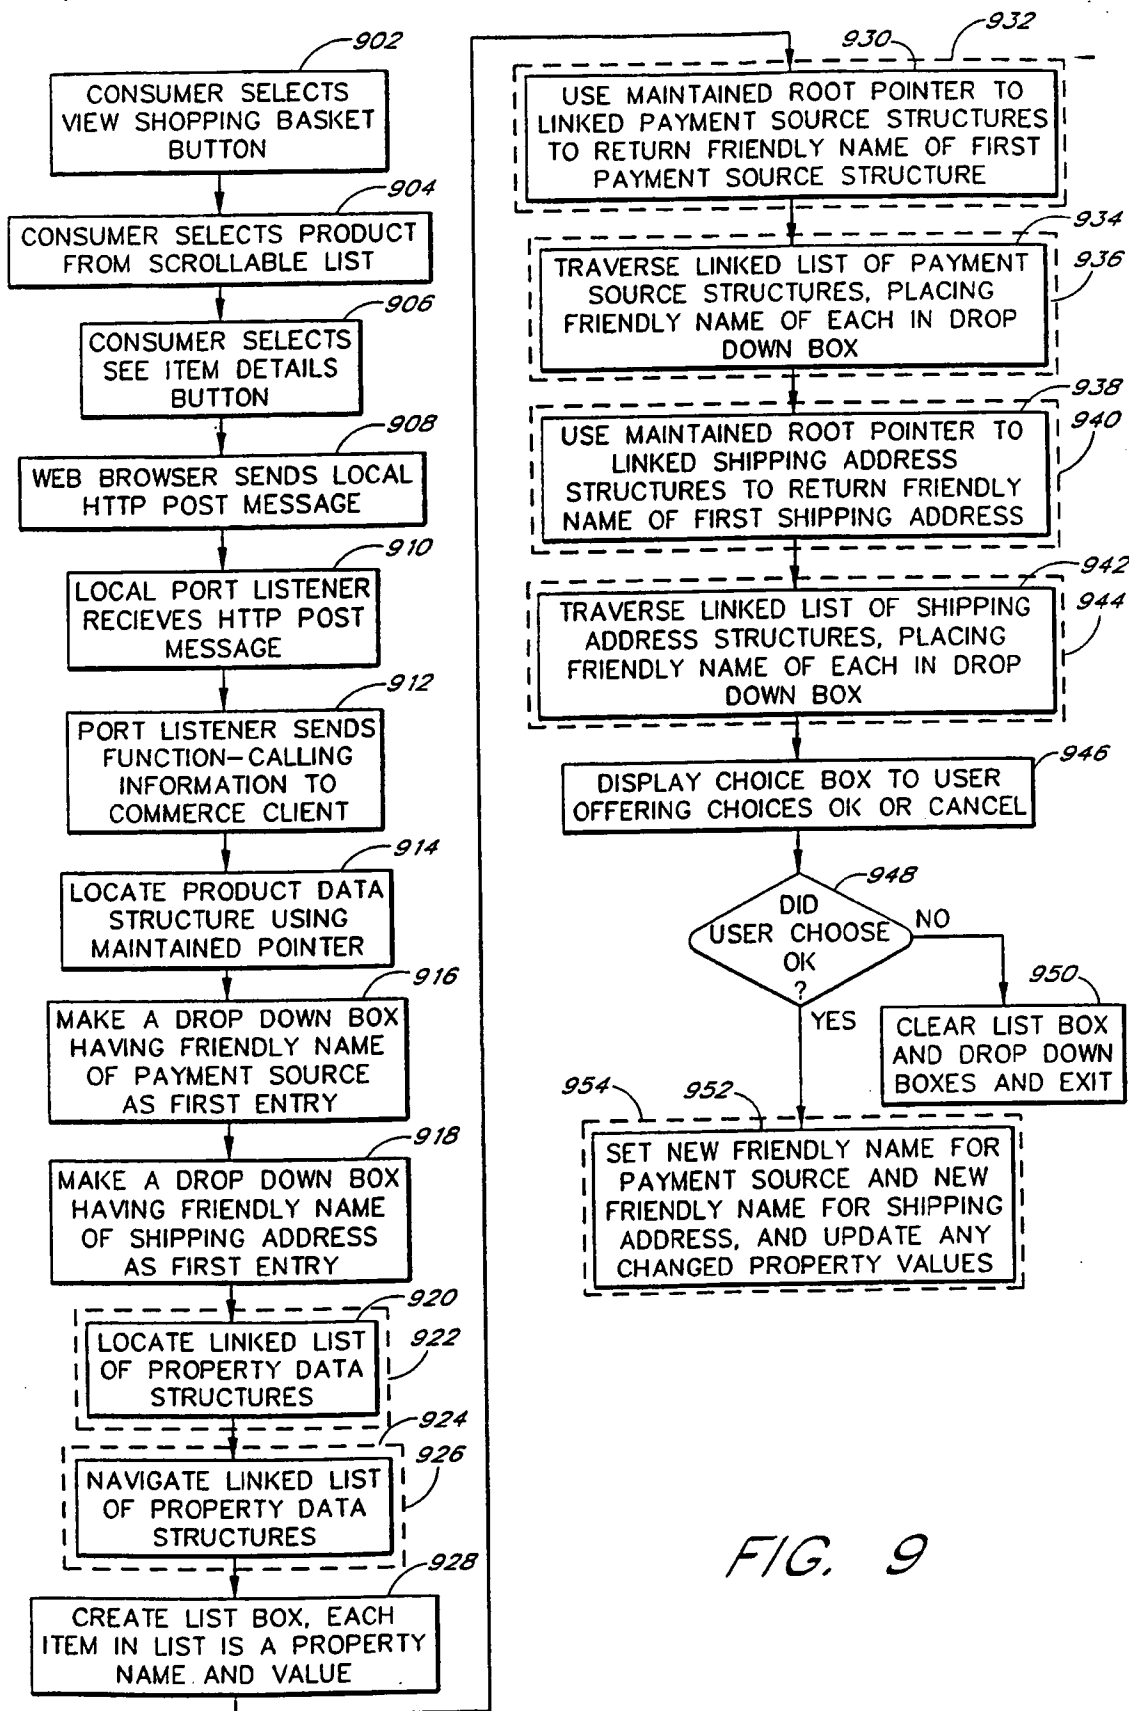 902
CONSUMER SELECTS
VIEW SHOPPING BASKET
BUTTON
904
CONSUMER SELECTS PRODUCT
FROM SCROLLABLE LIST
906
CONSUMER SELECTS
SEE ITEM DETAILS
BUTTON
908
WEB BROWSER SENDS LOCAL
HTTP POST MESSAGE
910
LOCAL PORT LISTENER
RECIEVES HTTP POST
MESSAGE
912
PORT LISTENER SENDS
FUNCTION-CALLING
INFORMATION TO
COMMERCE CLIENT
914
LOCATE PRODUCT DATA
STRUCTURE USING
MAINTAINED POINTER
916
MAKE A DROP DOWN BOX
HAVING FRIENDLY NAME
OF PAYMENT SOURCE
AS FIRST ENTRY
918
MAKE A DROP DOWN BOX
HAVING FRIENDLY NAME
OF SHIPPING ADDRESS
AS FIRST ENTRY
920
922
LOCATE LINKED LIST
OF PROPERTY DATA
STRUCTURES
924
926
NAVIGATE LINKED LIST
OF PROPERTY DATA
STRUCTURES
928
CREATE LIST BOX, EACH
ITEM IN LIST IS A PROPERTY
NAME AND VALUE
930
932
USE MAINTAINED ROOT POINTER TO
LINKED PAYMENT SOURCE STRUCTURES
TO RETURN FRIENDLY NAME OF FIRST
PAYMENT SOURCE STRUCTURE
934
936
TRAVERSE LINKED LIST OF PAYMENT
SOURCE STRUCTURES, PLACING
FRIENDLY NAME OF EACH IN DROP
DOWN BOX
938
940
USE MAINTAINED ROOT POINTER TO
LINKED SHIPPING ADDRESS
STRUCTURES TO RETURN FRIENDLY
NAME OF FIRST SHIPPING ADDRESS
942
944
TRAVERSE LINKED LIST OF SHIPPING
ADDRESS STRUCTURES, PLACING
FRIENDLY NAME OF EACH IN DROP
DOWN BOX
946
DISPLAY CHOICE BOX TO USER
OFFERING CHOICES OK OR CANCEL
948
DID
USER CHOOSE
OK
?
NO
YES
950
CLEAR LIST BOX
AND DROP DOWN
BOXES AND EXIT
954
952
SET NEW FRIENDLY NAME FOR
PAYMENT SOURCE AND NEW
FRIENDLY NAME FOR SHIPPING
ADDRESS, AND UPDATE ANY
CHANGED PROPERTY VALUES
FIG. 9